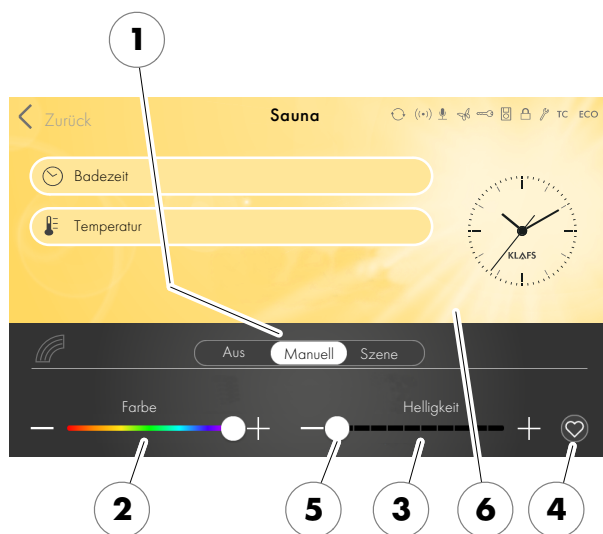 1
Zurück
Sauna
TC ECO
Badezeit
Temperatur
KLAFS
Aus Manuell Szene
Farbe
Helligkeit
2 5 3 6 4